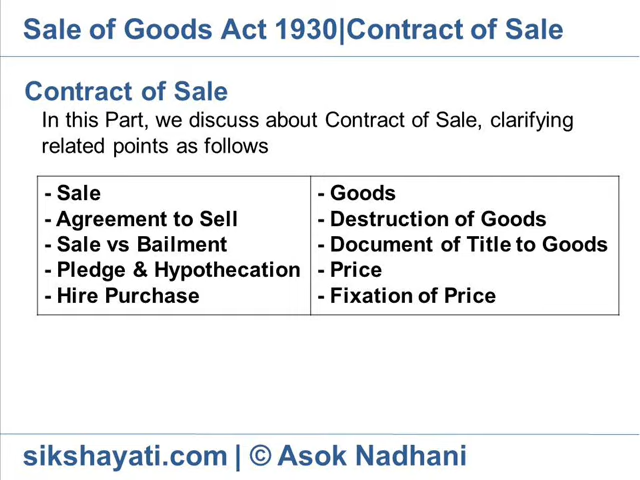 Sale of Goods Act 1930|Contract of Sale
Contract of Sale
In this Part, we discuss about Contract of Sale, clarifying
related points as follows
- Sale
- Agreement to Sell
- Sale vs Bailment
- Pledge & Hypothecation
- Hire Purchase
- Goods
- Destruction of Goods
- Document of Title to Goods
- Price
- Fixation of Price
sikshayati.com | © Asok Nadhani